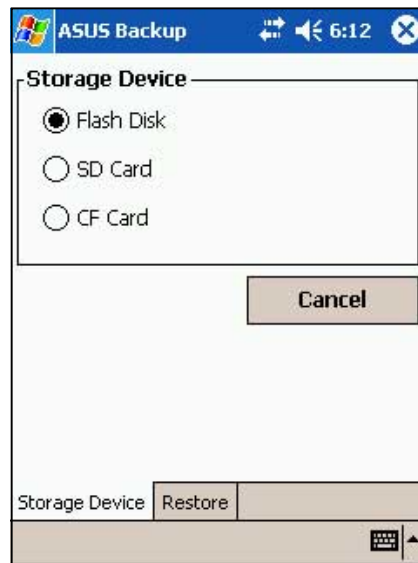 ASUS Backup 6:12
Storage Device
Flash Disk
SD Card
CF Card
Cancel
Storage Device Restore